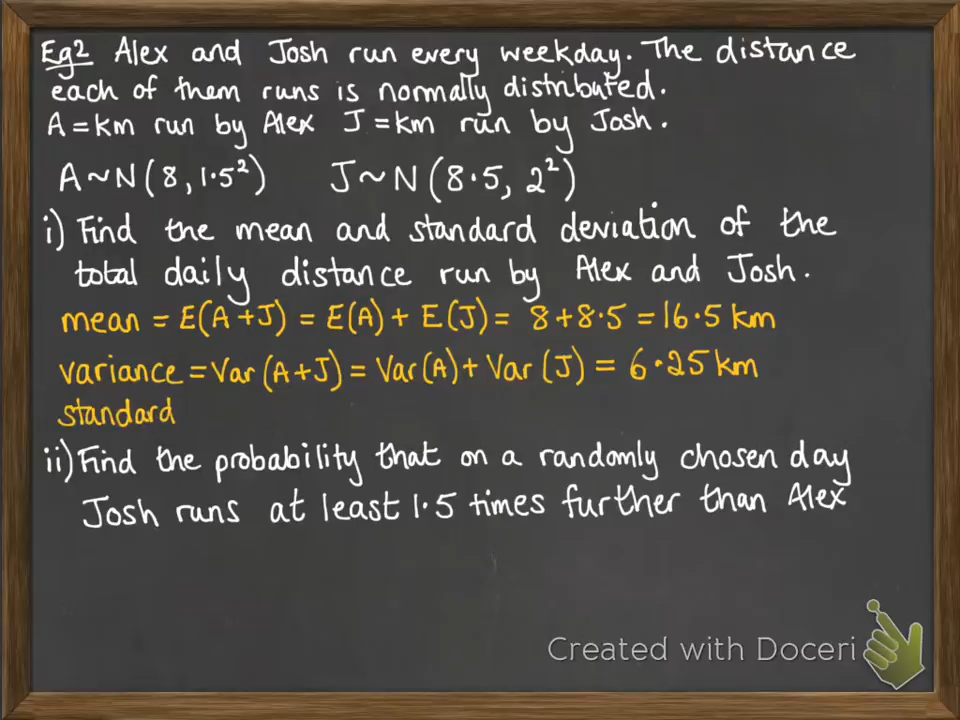 Eg2 Alex and Josh run every weekday. The distance
each of them runs is normally distributed.
A = km run by Alex J = km run by Josh.
A ~ N(8, 1·5²) J ~ N(8·5, 2²)
i) Find the mean and standard deviation of the
total daily distance run by Alex and Josh.
mean = E(A+J) = E(A) + E(J) = 8 + 8·5 = 16·5 km
variance = Var(A+J) = Var(A) + Var(J) = 6·25 km
standard
ii) Find the probability that on a randomly chosen day
Josh runs at least 1·5 times further than Alex
Created with Doceri